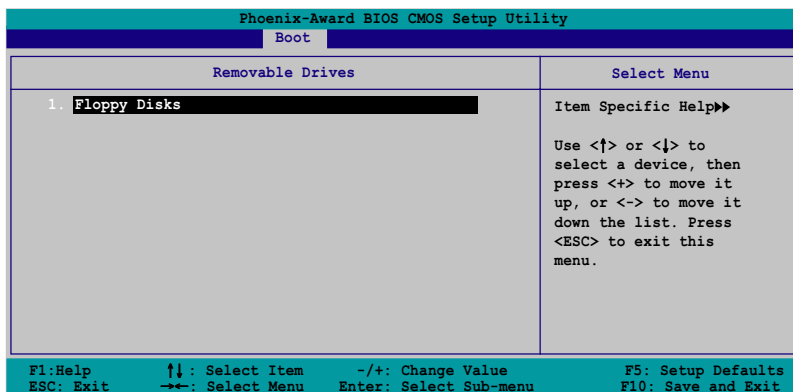 Phoenix-Award BIOS CMOS Setup Utility
Boot
Removable Drives
Select Menu
1. Floppy Disks
Item Specific Help▶▶
Use <↑> or <↓> to
select a device, then
press <+> to move it
up, or <-> to move it
down the list. Press
<ESC> to exit this
menu.
F1:Help ↑↓ : Select Item -/+: Change Value F5: Setup Defaults
ESC: Exit →←: Select Menu Enter: Select Sub-menu F10: Save and Exit